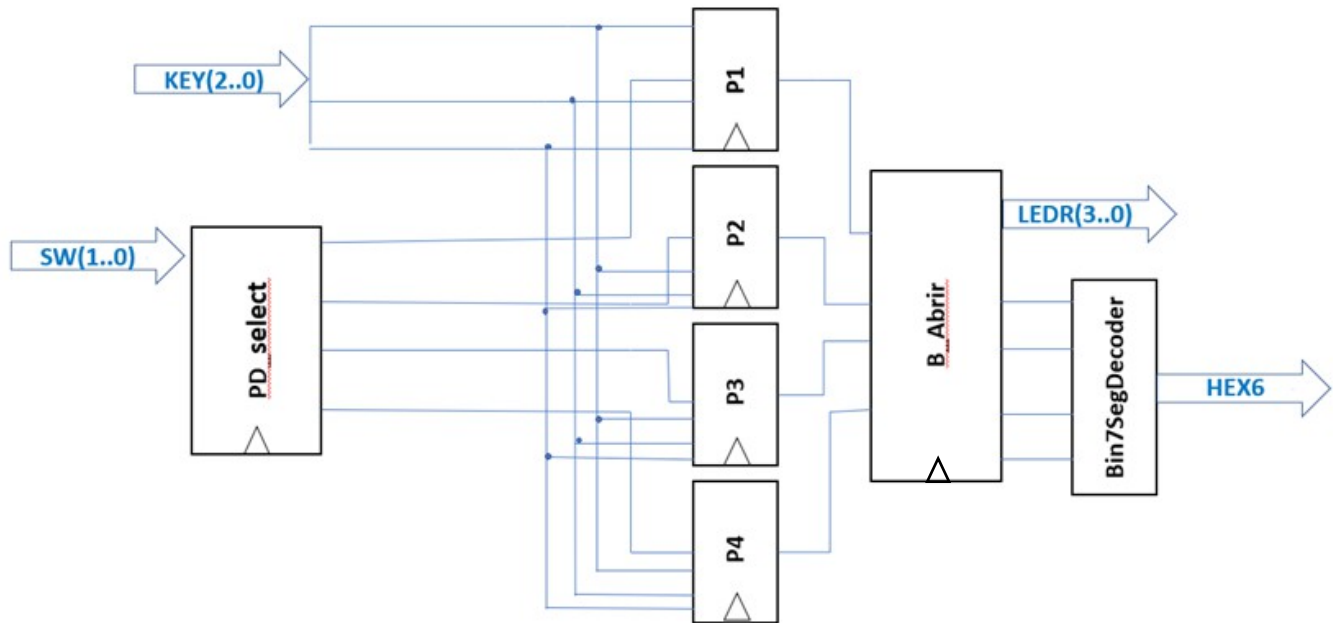 P1
KEY(2..0)
P2
LEDR(3..0)
SW(1..0)
PD_select
B_Abrir
P3
Bin7SegDecoder
HEX6
P4